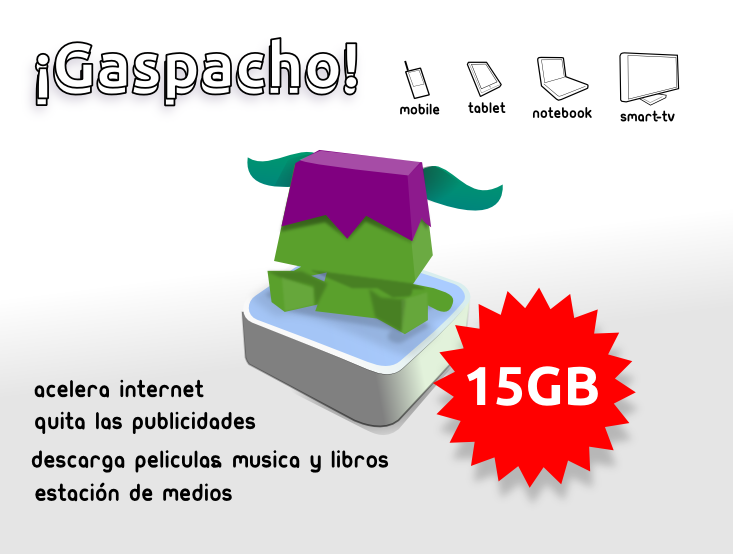 ¡Gaspacho!
mobile
tablet
notebook
smart-tv
15GB
acelera internet
quita las publicidades
descarga peliculas musica y libros
estación de medios